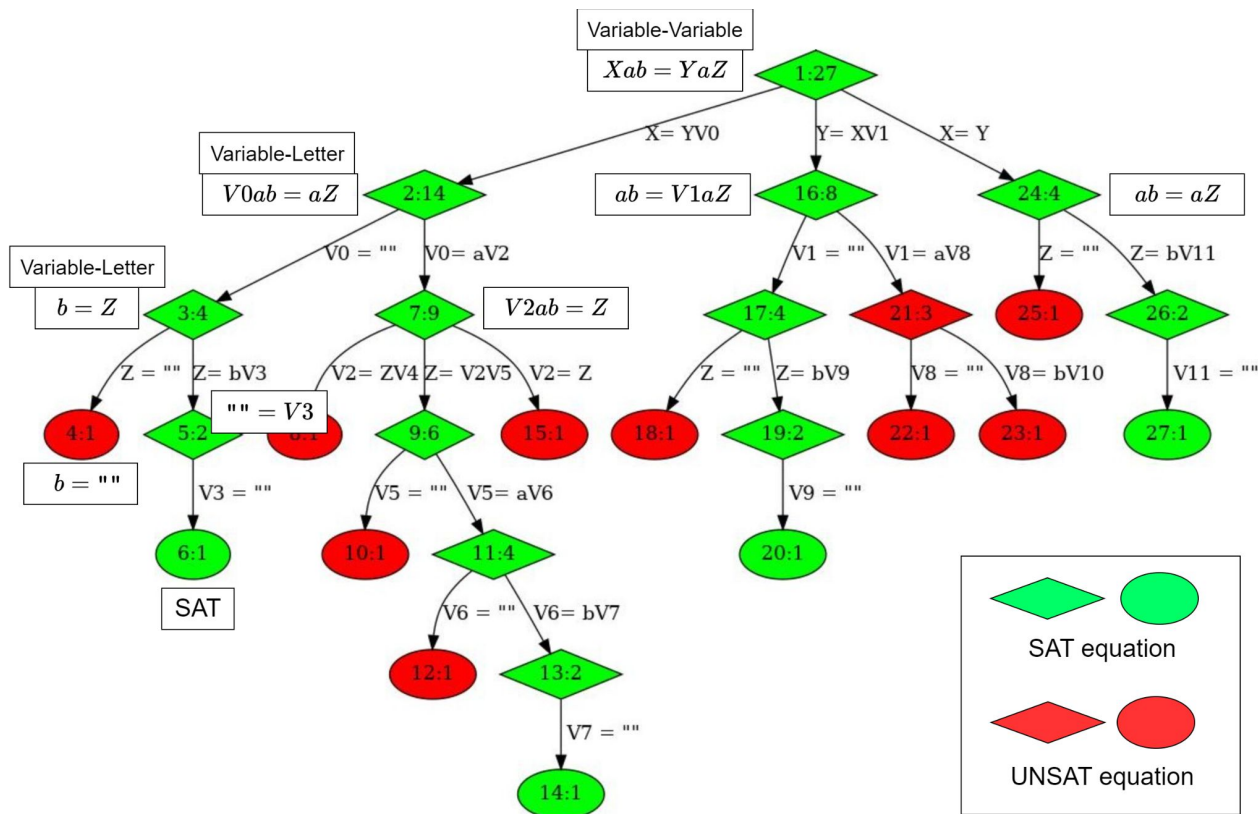 Variable-Variable
Xab = YaZ
1:27
X= YV0
Y= XV1
X= Y
Variable-Letter
V0ab = aZ
2:14
ab = V1aZ
16:8
24:4
ab = aZ
V0 = ""
V0= aV2
V1 = ""
V1= aV8
Z = ""
Z= bV11
Variable-Letter
b = Z
3:4
7:9
V2ab = Z
17:4
21:3
25:1
26:2
Z = ""
Z= bV3
V2= ZV4
Z= V2V5
V2= Z
Z = ""
Z= bV9
V8 = ""
V8= bV10
V11 = ""
"" = V3
4:1
5:2
9:6
15:1
18:1
19:2
22:1
23:1
27:1
b = ""
V3 = ""
V5 = ""
V5= aV6
V9 = ""
6:1
10:1
11:4
20:1
SAT
V6 = ""
V6= bV7
SAT equation
12:1
13:2
V7 = ""
UNSAT equation
14:1